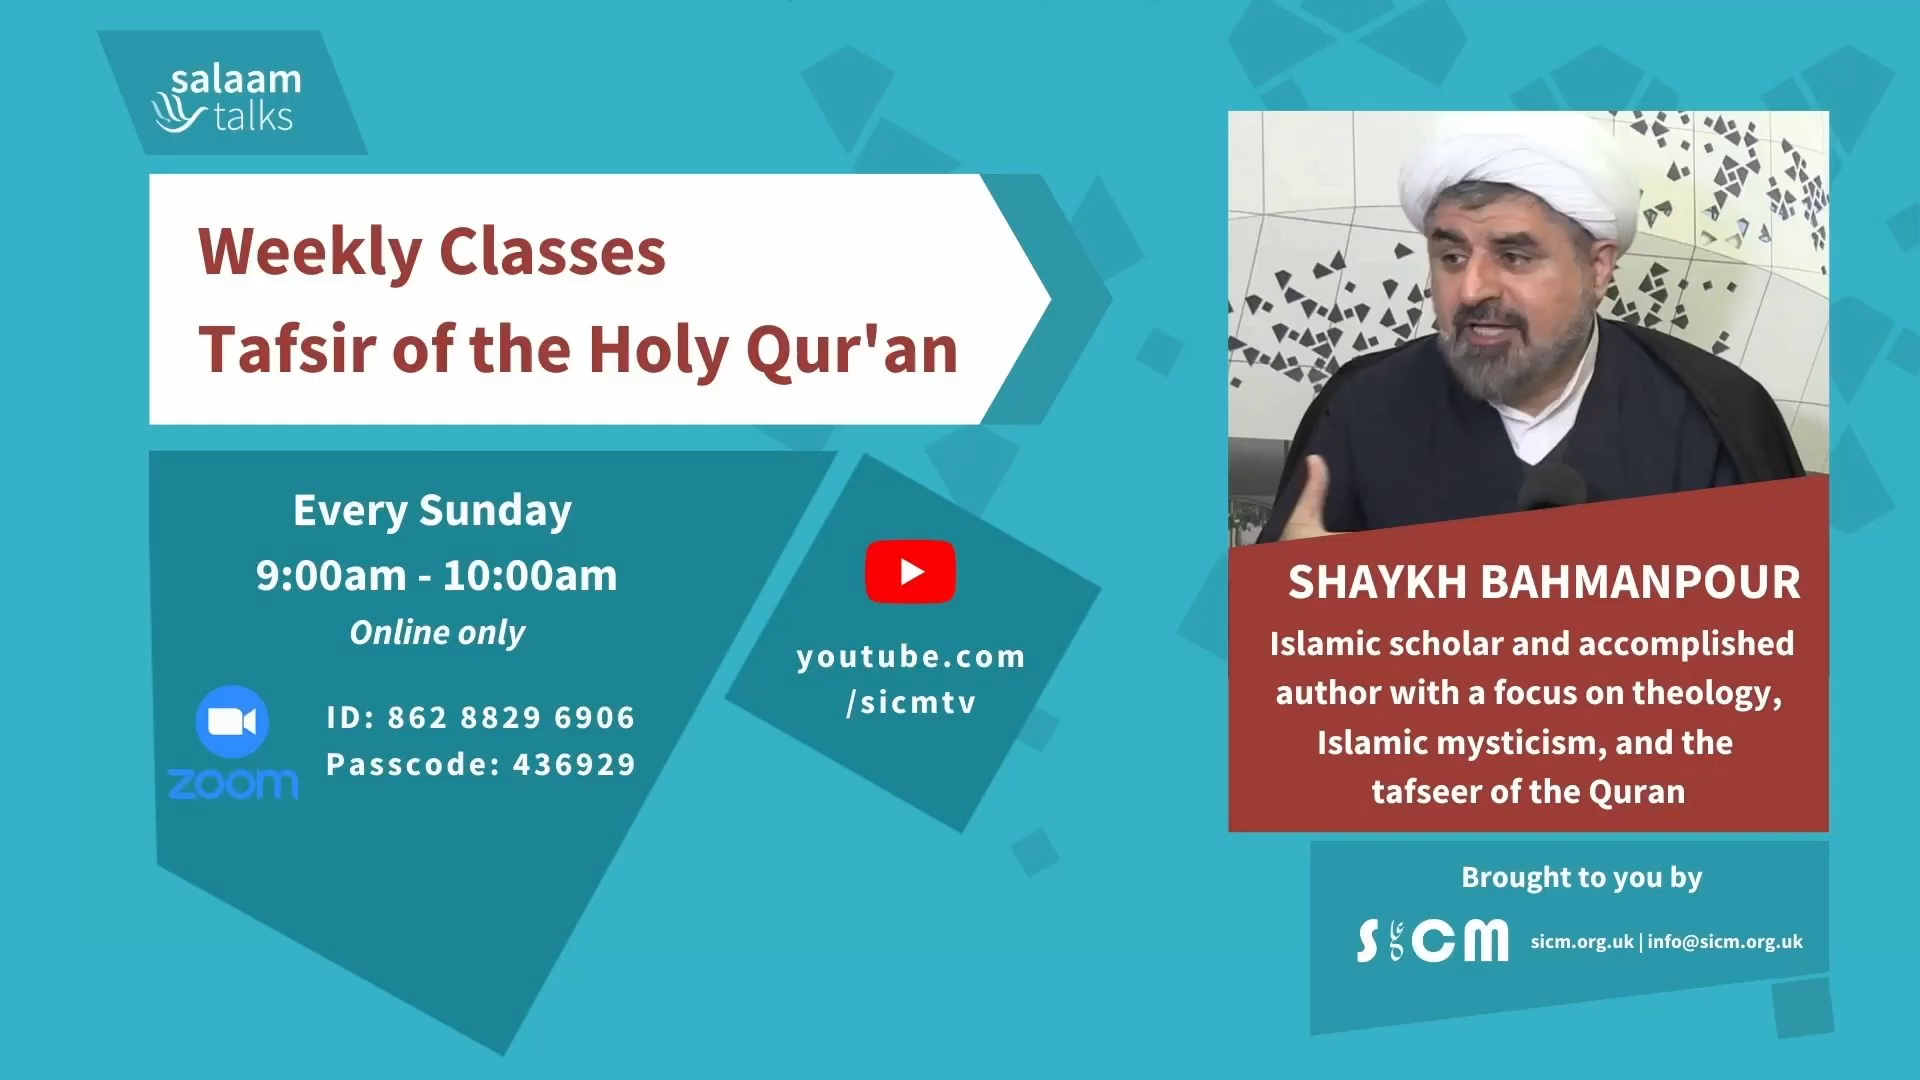 salaam
talks
Weekly Classes
Tafsir of the Holy Qur'an
Every Sunday
9:00am - 10:00am
Online only
zoom
ID: 862 8829 6906
Passcode: 436929
youtube.com
/sicmtv
SHAYKH BAHMANPOUR
Islamic scholar and accomplished
author with a focus on theology,
Islamic mysticism, and the
tafseer of the Quran
Brought to you by
SICM sicm.org.uk | info@sicm.org.uk